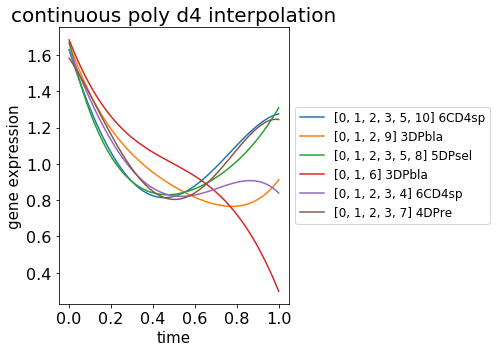 continuous poly d4 interpolation
gene expression
1.6
1.4
1.2
1.0
0.8
0.6
0.4
0.0 0.2 0.4 0.6 0.8 1.0
time
[0, 1, 2, 3, 5, 10] 6CD4sp
[0, 1, 2, 9] 3DPbla
[0, 1, 2, 3, 5, 8] 5DPsel
[0, 1, 6] 3DPbla
[0, 1, 2, 3, 4] 6CD4sp
[0, 1, 2, 3, 7] 4DPre